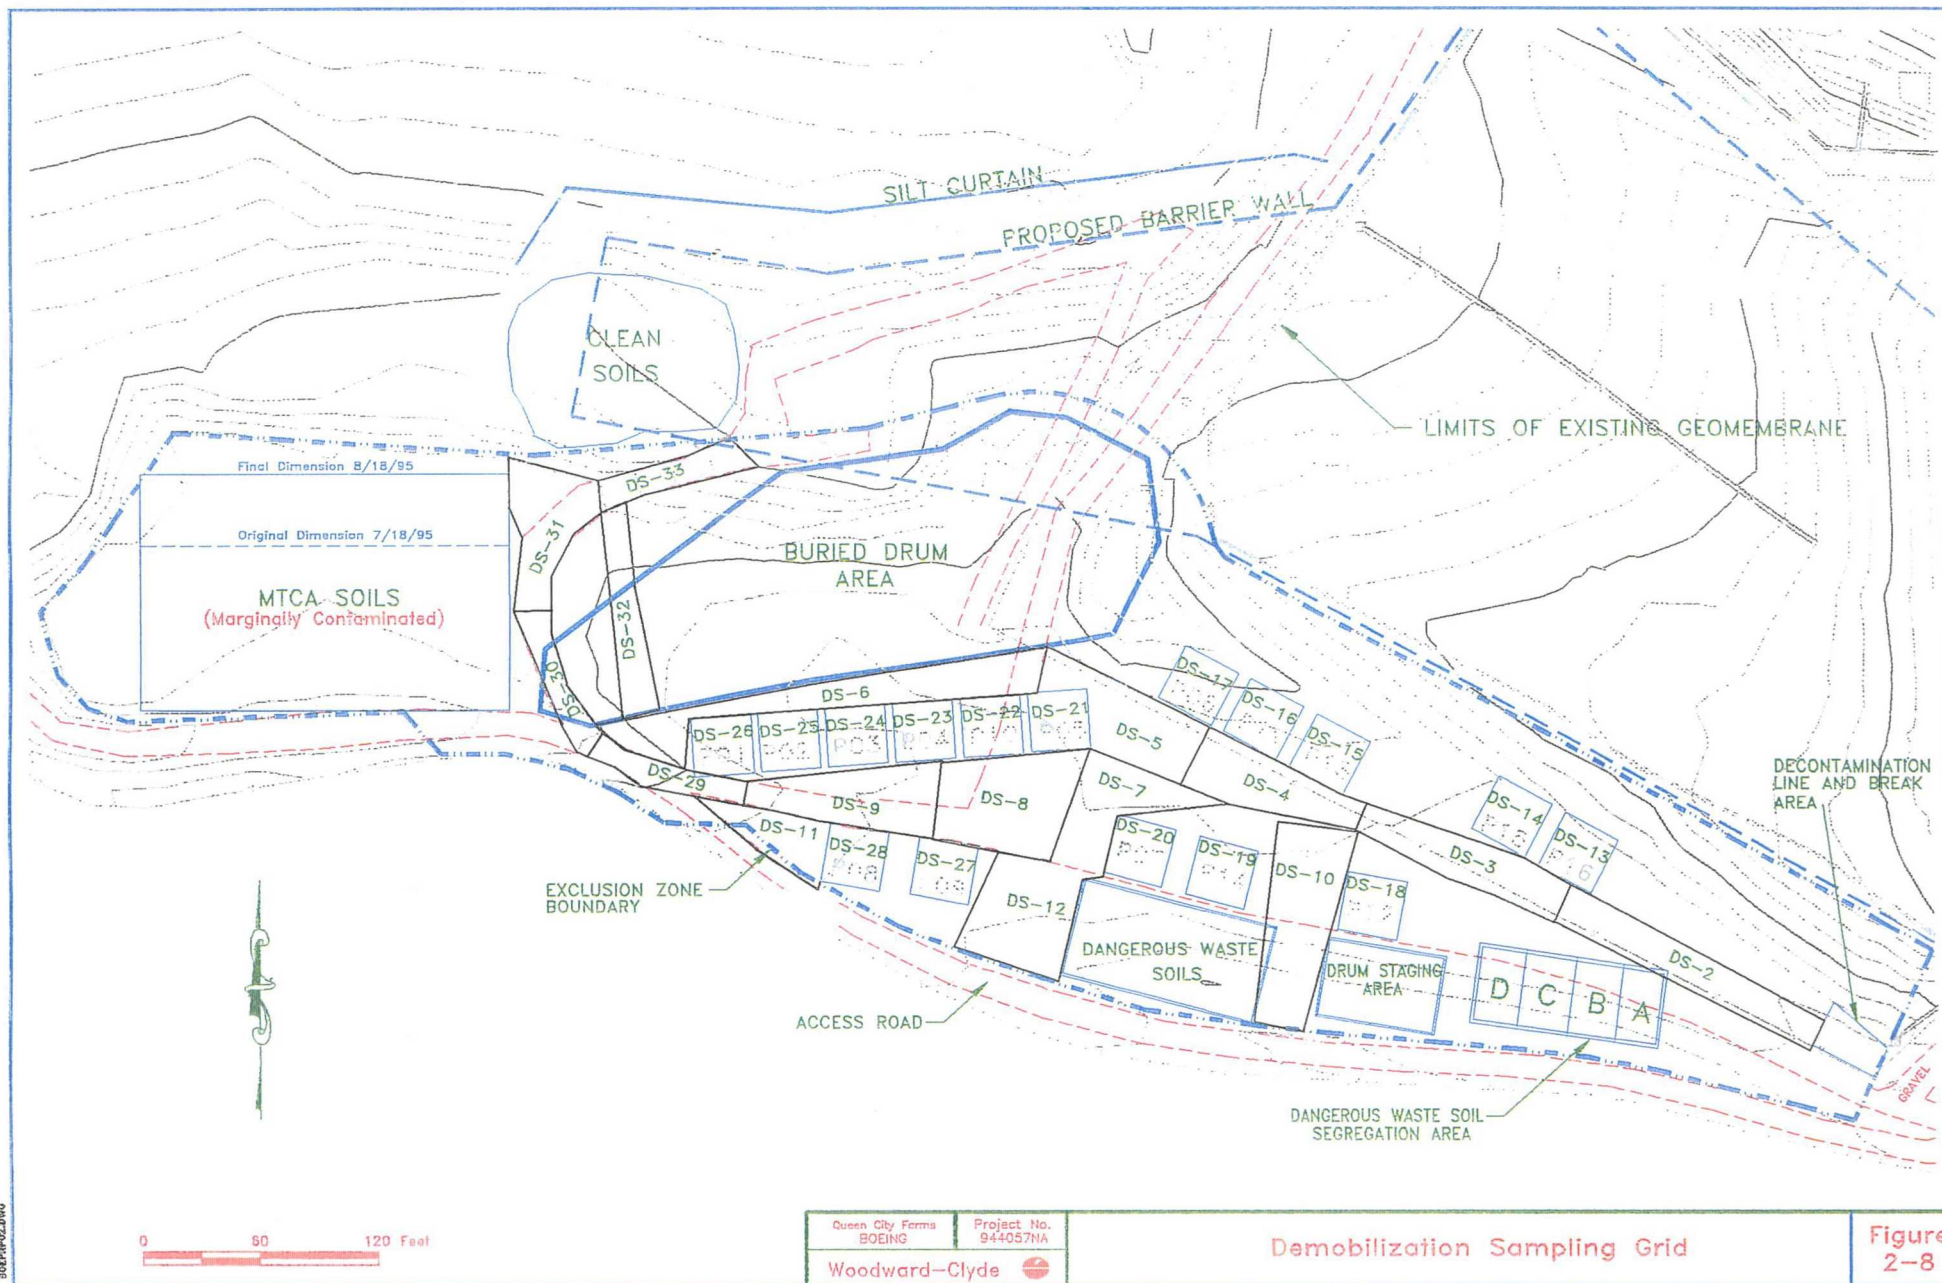 SILT CURTAIN
PROPOSED BARRIER WALL
CLEAN
SOILS
LIMITS OF EXISTING GEOMEMBRANE
Final Dimension 8/18/95
DS-33
Original Dimension 7/18/95
DS-31
BURIED DRUM
AREA
MTCA SOILS
(Marginally Contaminated)
DS-32
DS-30
DS-6
DS-17
DS-16
DS-15
DS-26
DS-25
DS-24
DS-23
DS-22
DS-21
DS-5
DS-4
DS-29
DS-9
DS-8
DS-7
DS-14
DS-13
DECONTAMINATION
LINE AND BREAK
AREA
DS-11
DS-28
DS-27
DS-20
DS-19
DS-10
DS-18
DS-3
EXCLUSION ZONE
BOUNDARY
DS-12
DANGEROUS WASTE
SOILS
DRUM STAGING
AREA
D C B A
DS-2
ACCESS ROAD
GRAVEL
DANGEROUS WASTE SOIL
SEGREGATION AREA
0 60 120 Feet
Queen City Farms
BOEING
Project No.
944057NA
Woodward-Clyde
Demobilization Sampling Grid
Figure
2-8